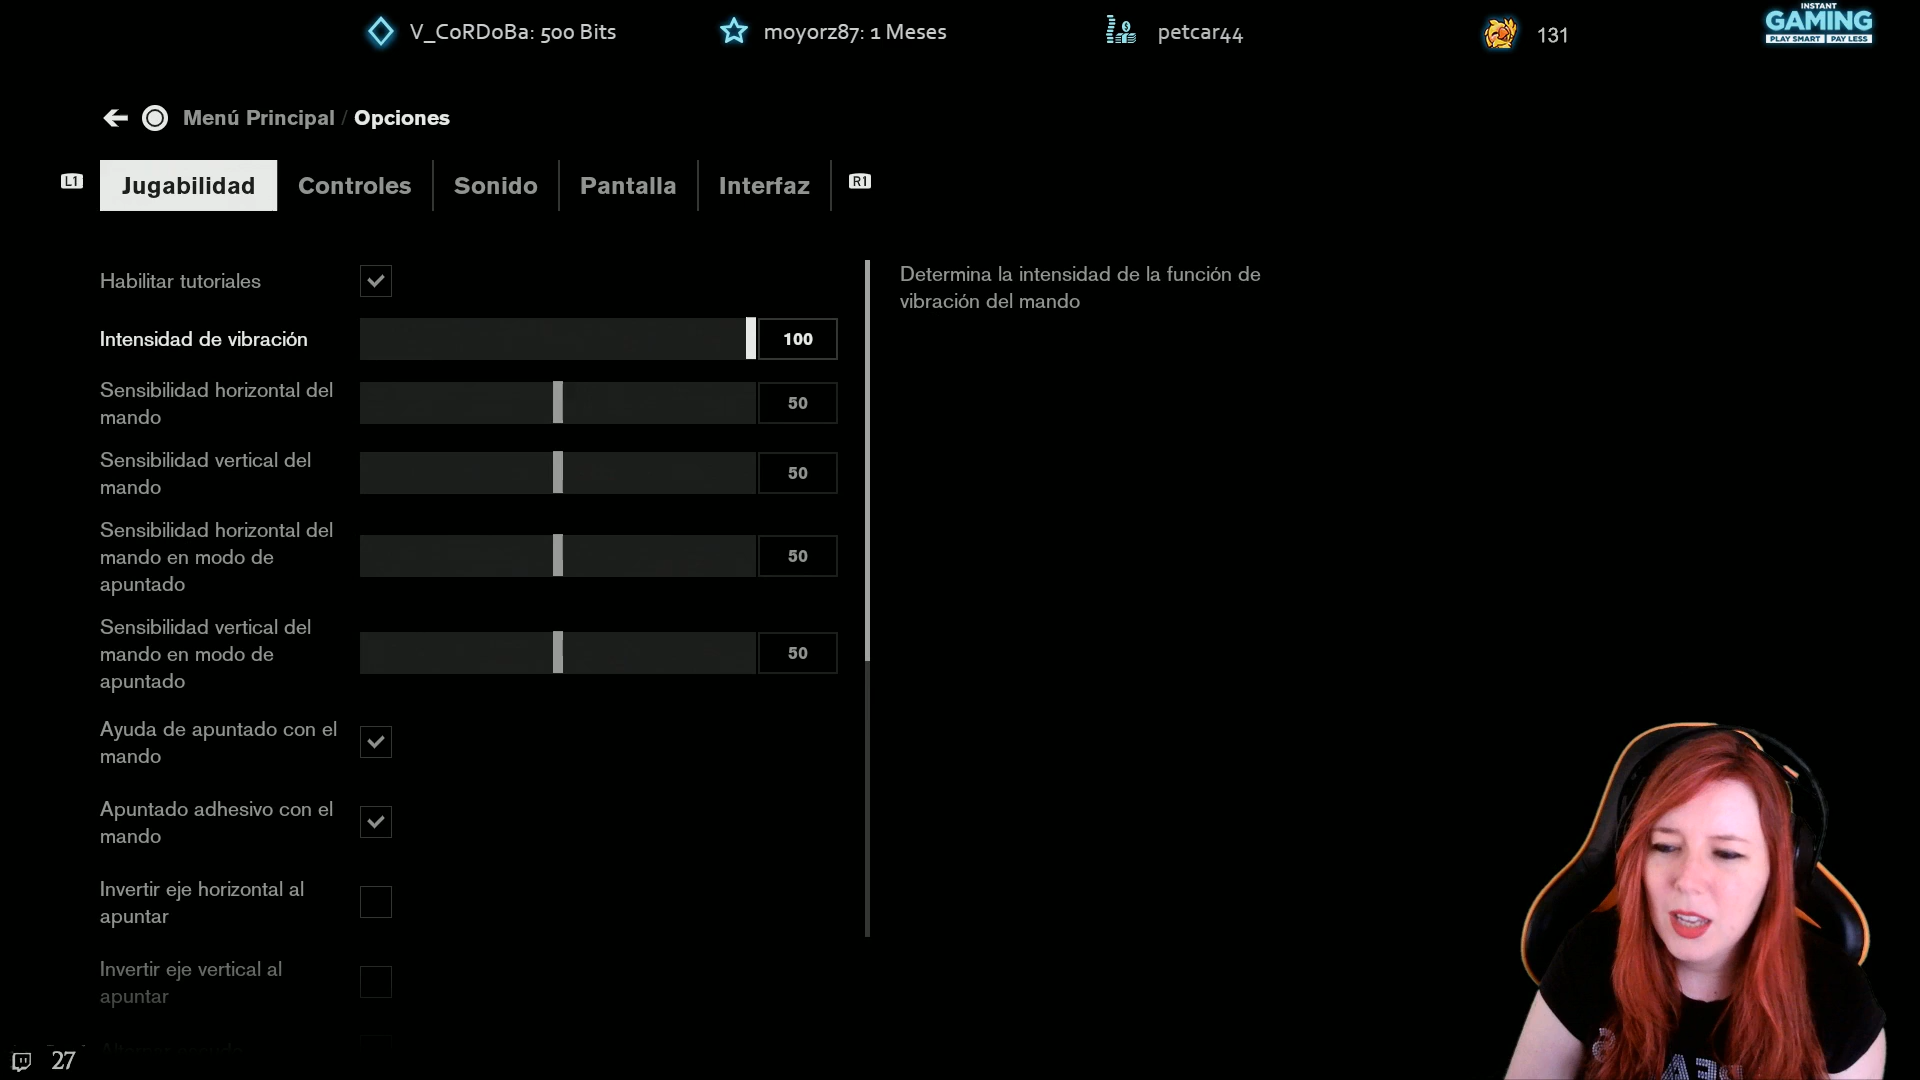 V_CoRDoBa: 500 Bits
moyorz87: 1 Meses
petcar44
131
INSTANT
GAMING
PLAY SMART PAY LESS
Menú Principal / Opciones
L1
Jugabilidad
Controles
Sonido
Pantalla
Interfaz
R1
Habilitar tutoriales
Intensidad de vibración
100
Sensibilidad horizontal del
mando
50
Sensibilidad vertical del
mando
50
Sensibilidad horizontal del
mando en modo de
apuntado
50
Sensibilidad vertical del
mando en modo de
apuntado
50
Ayuda de apuntado con el
mando
Apuntado adhesivo con el
mando
Invertir eje horizontal al
apuntar
Invertir eje vertical al
apuntar
Determina la intensidad de la función de
vibración del mando
27